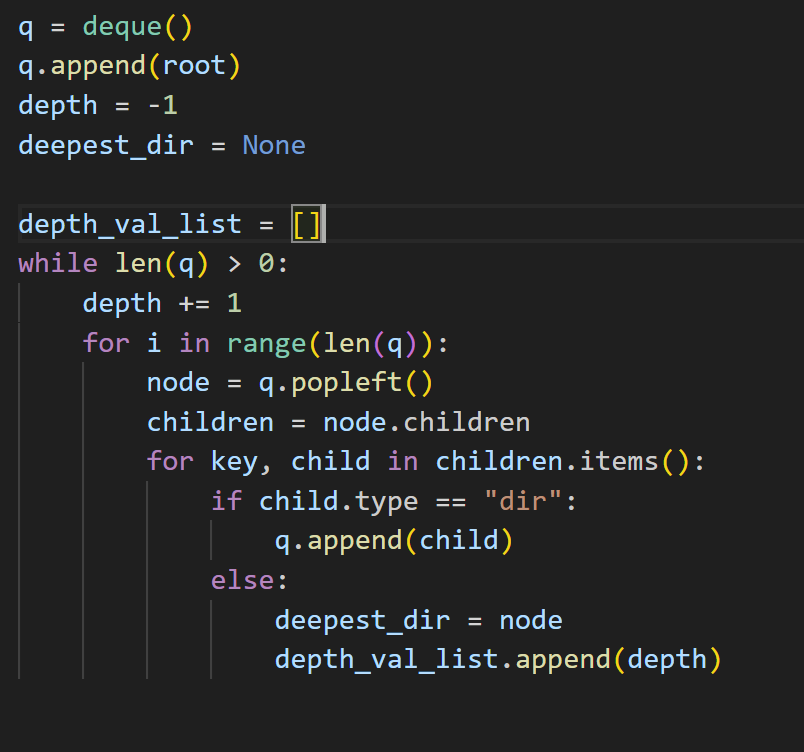 q = deque()
q.append(root)
depth = -1
deepest_dir = None
depth_val_list = []
while len(q) > 0:
    depth += 1
    for i in range(len(q)):
        node = q.popleft()
        children = node.children
        for key, child in children.items():
            if child.type == "dir":
                q.append(child)
            else:
                deepest_dir = node
                depth_val_list.append(depth)